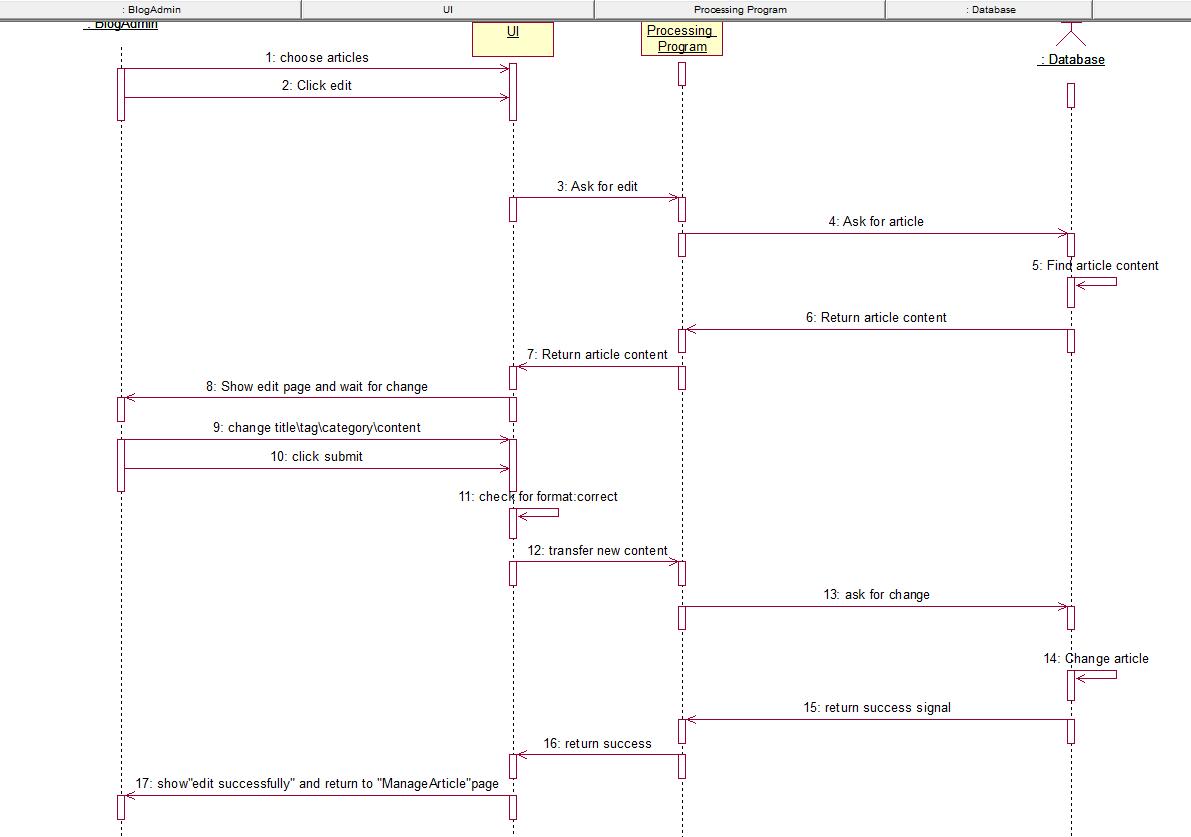 : BlogAdmin
UI
Processing Program
: Database
: BlogAdmin
UI
Processing
Program
: Database
1: choose articles
2: Click edit
3: Ask for edit
4: Ask for article
5: Find article content
6: Return article content
7: Return article content
8: Show edit page and wait for change
9: change title\tag\category\content
10: click submit
11: check for format:correct
12: transfer new content
13: ask for change
14: Change article
15: return success signal
16: return success
17: show"edit successfully" and return to "ManageArticle"page